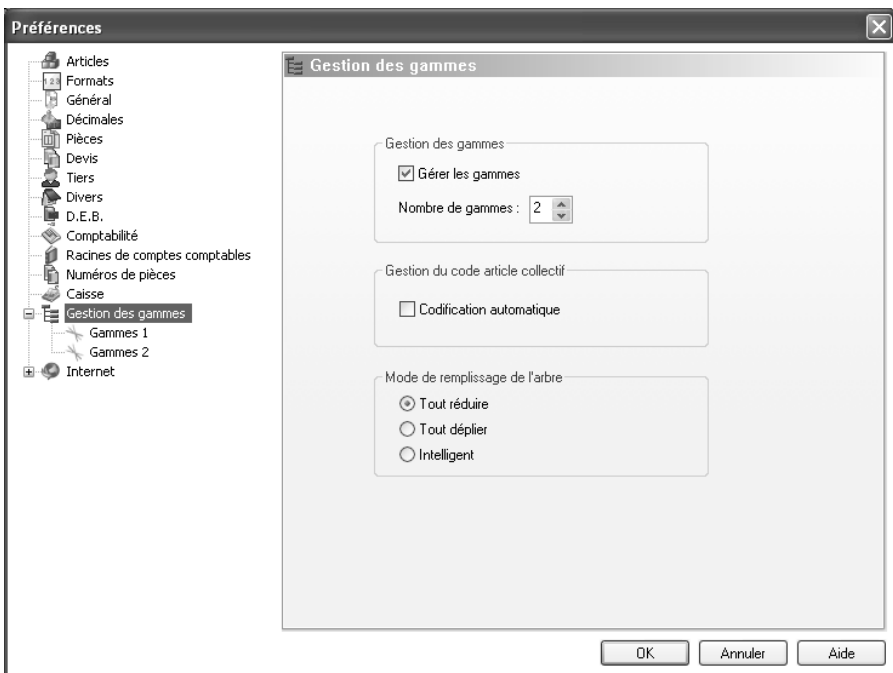 Préférences
Articles
Formats
Général
Décimales
Pièces
Devis
Tiers
Divers
D.E.B.
Comptabilité
Racines de comptes comptables
Numéros de pièces
Caisse
Gestion des gammes
Gammes 1
Gammes 2
Internet
Gestion des gammes
Gestion des gammes
Gérer les gammes
Nombre de gammes : 2
Gestion du code article collectif
Codification automatique
Mode de remplissage de l'arbre
Tout réduire
Tout déplier
Intelligent
OK Annuler Aide